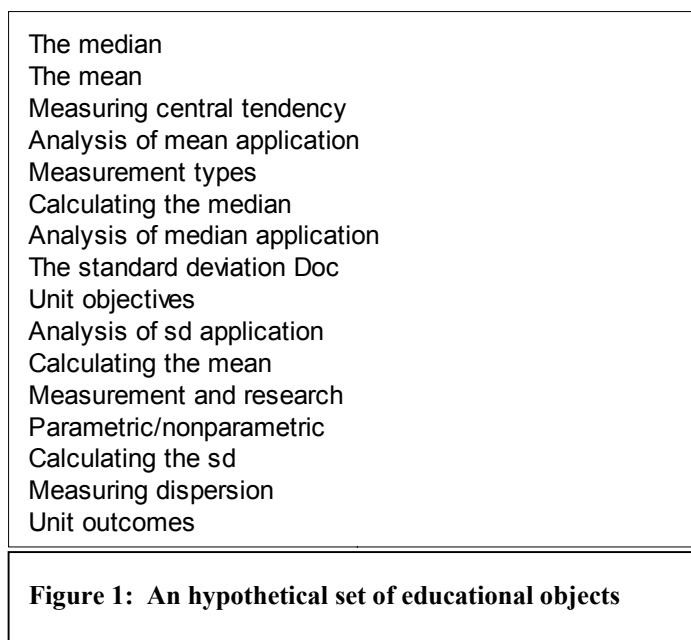 The median
The mean
Measuring central tendency
Analysis of mean application
Measurement types
Calculating the median
Analysis of median application
The standard deviation Doc
Unit objectives
Analysis of sd application
Calculating the mean
Measurement and research
Parametric/nonparametric
Calculating the sd
Measuring dispersion
Unit outcomes
Figure 1:  An hypothetical set of educational objects